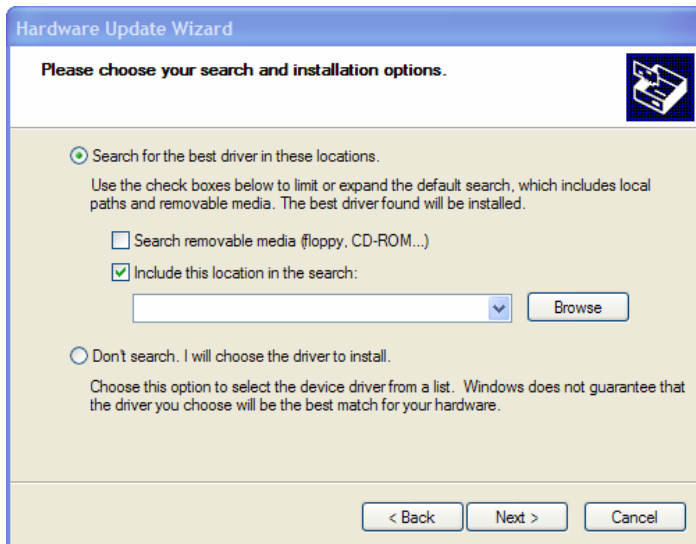 Hardware Update Wizard
Please choose your search and installation options.
Search for the best driver in these locations.
Use the check boxes below to limit or expand the default search, which includes local
paths and removable media. The best driver found will be installed.
Search removable media (floppy, CD-ROM...)
Include this location in the search:
Browse
Don't search. I will choose the driver to install.
Choose this option to select the device driver from a list. Windows does not guarantee that
the driver you choose will be the best match for your hardware.
< Back Next > Cancel